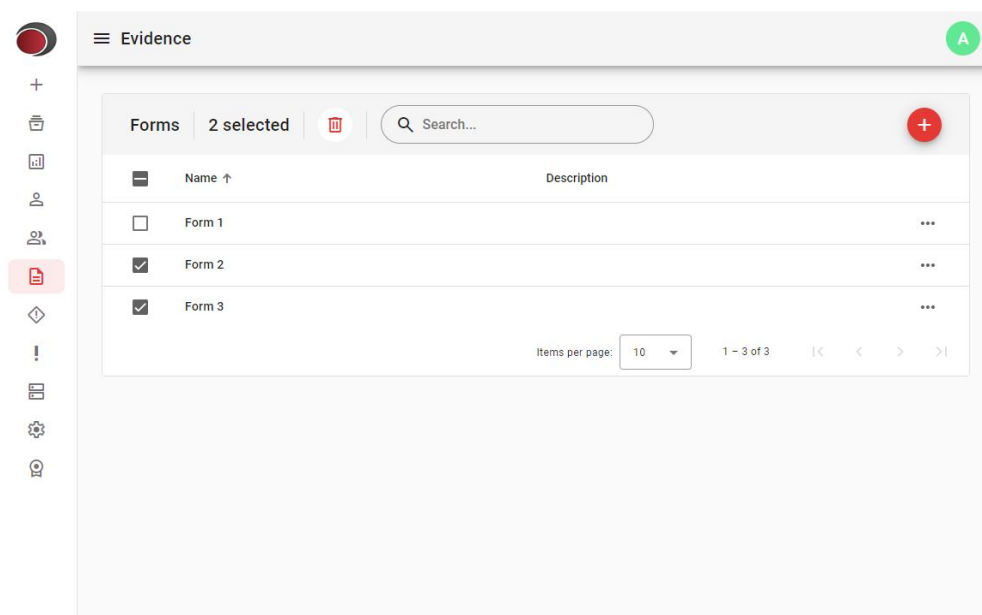 Evidence
A
Forms 2 selected Search...
Name Description
Form 1
Form 2
Form 3
Items per page: 10 1 – 3 of 3